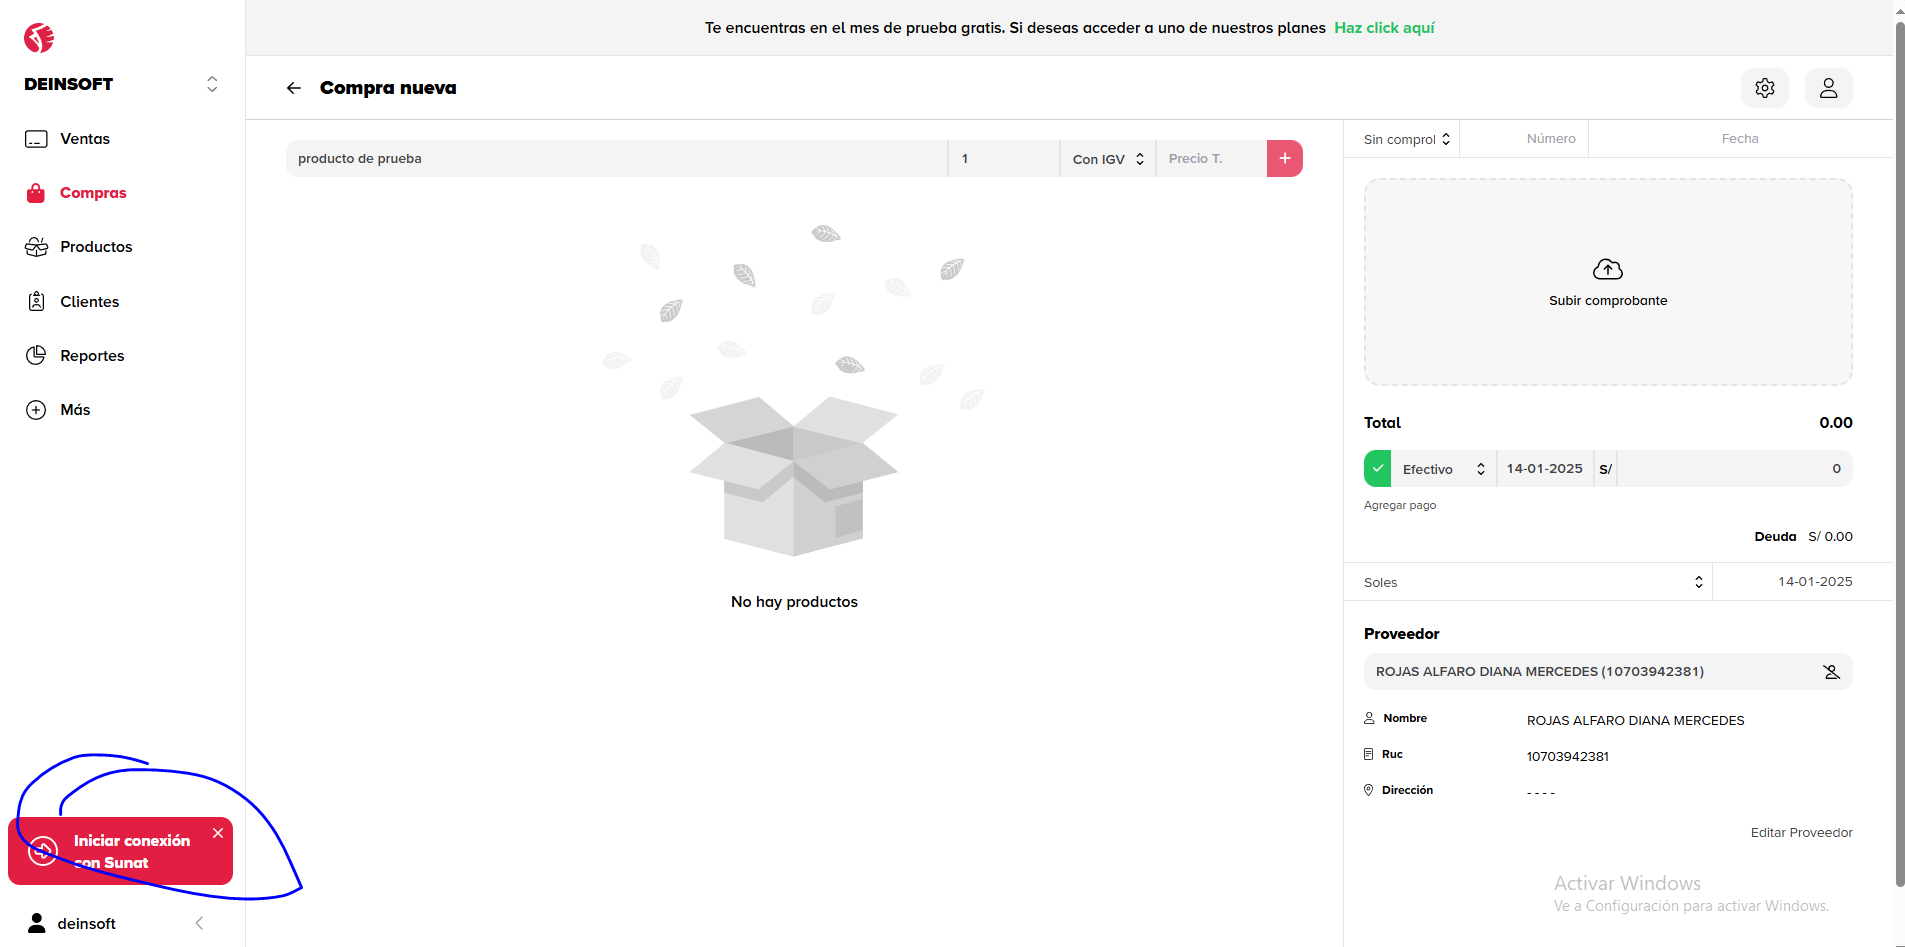 Te encuentras en el mes de prueba gratis. Si deseas acceder a uno de nuestros planes Haz click aquí
DEINSOFT
Ventas
Compras
Productos
Clientes
Reportes
Más
Iniciar conexión
con Sunat
deinsoft
Compra nueva
producto de prueba 1 Con IGV Precio T. +
No hay productos
Sin comprol Número Fecha
Subir comprobante
Total 0.00
Efectivo 14-01-2025 S/ 0
Agregar pago
Deuda S/ 0.00
Soles 14-01-2025
Proveedor
ROJAS ALFARO DIANA MERCEDES (10703942381)
Nombre ROJAS ALFARO DIANA MERCEDES
Ruc 10703942381
Dirección - - - -
Editar Proveedor
Activar Windows
Ve a Configuración para activar Windows.